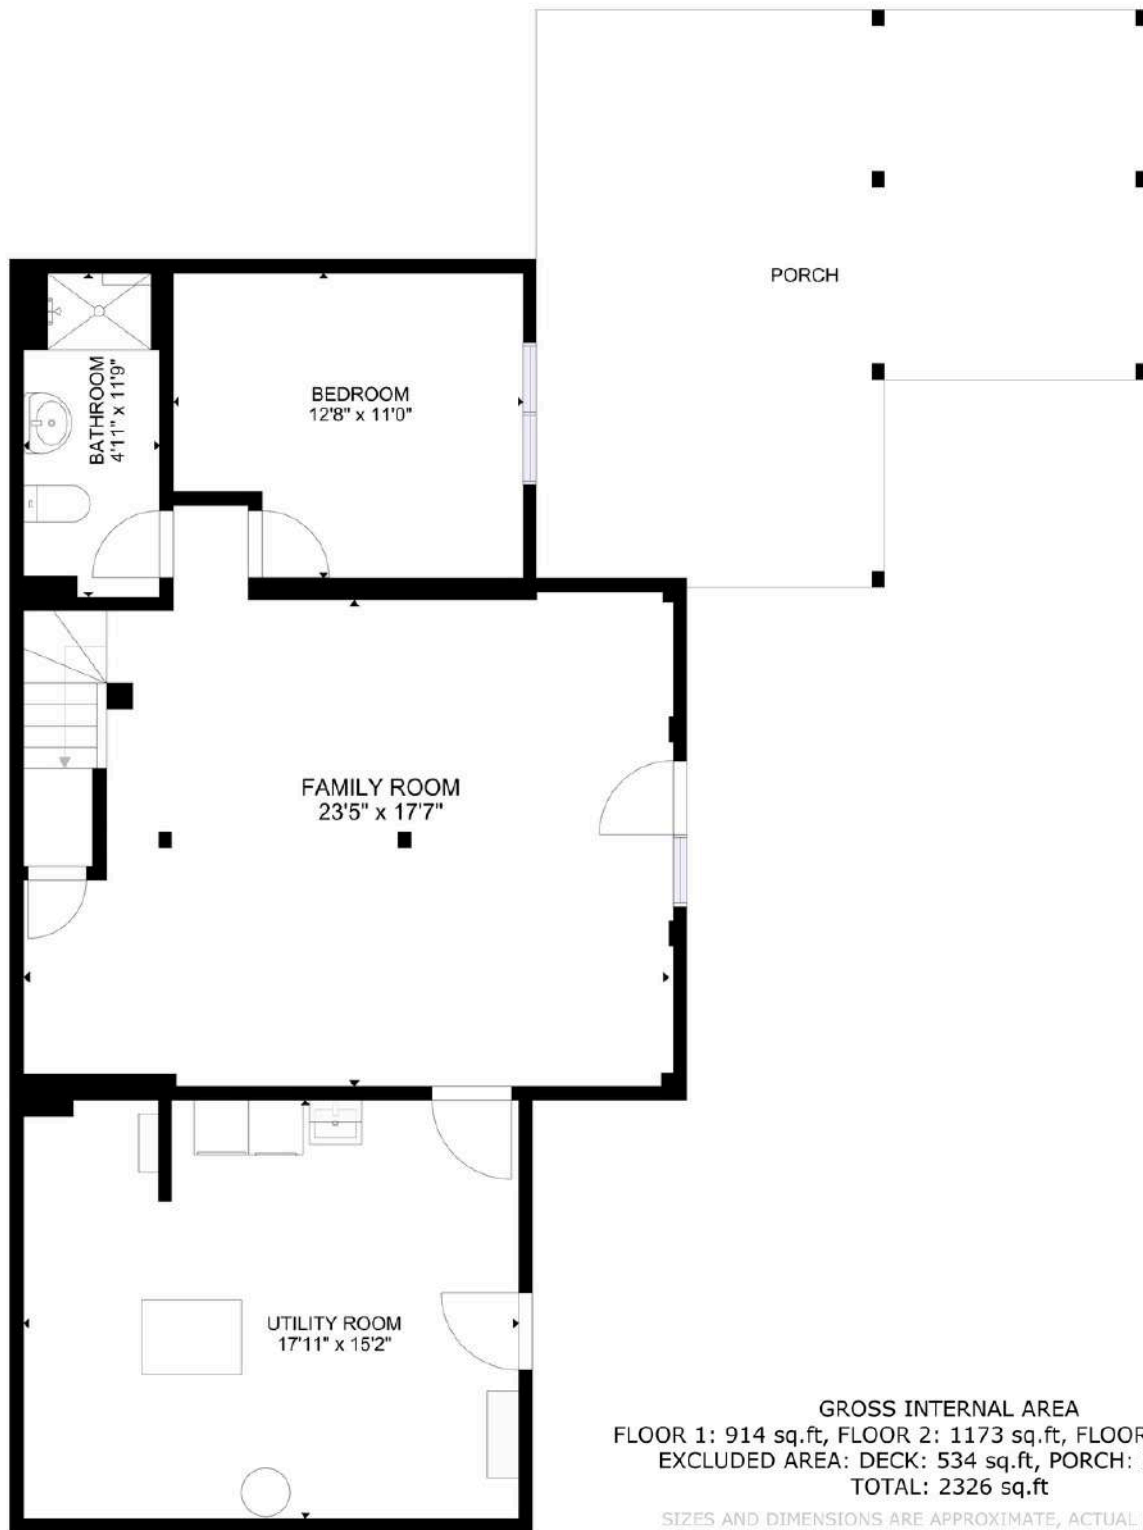 PORCH
BATHROOM
4'11" x 11'9"
BEDROOM
12'8" x 11'0"
FAMILY ROOM
23'5" x 17'7"
UTILITY ROOM
17'11" x 15'2"
GROSS INTERNAL AREA
FLOOR 1: 914 sq.ft, FLOOR 2: 1173 sq.ft, FLOOR
EXCLUDED AREA: DECK: 534 sq.ft, PORCH:
TOTAL: 2326 sq.ft
SIZES AND DIMENSIONS ARE APPROXIMATE, ACTUAL